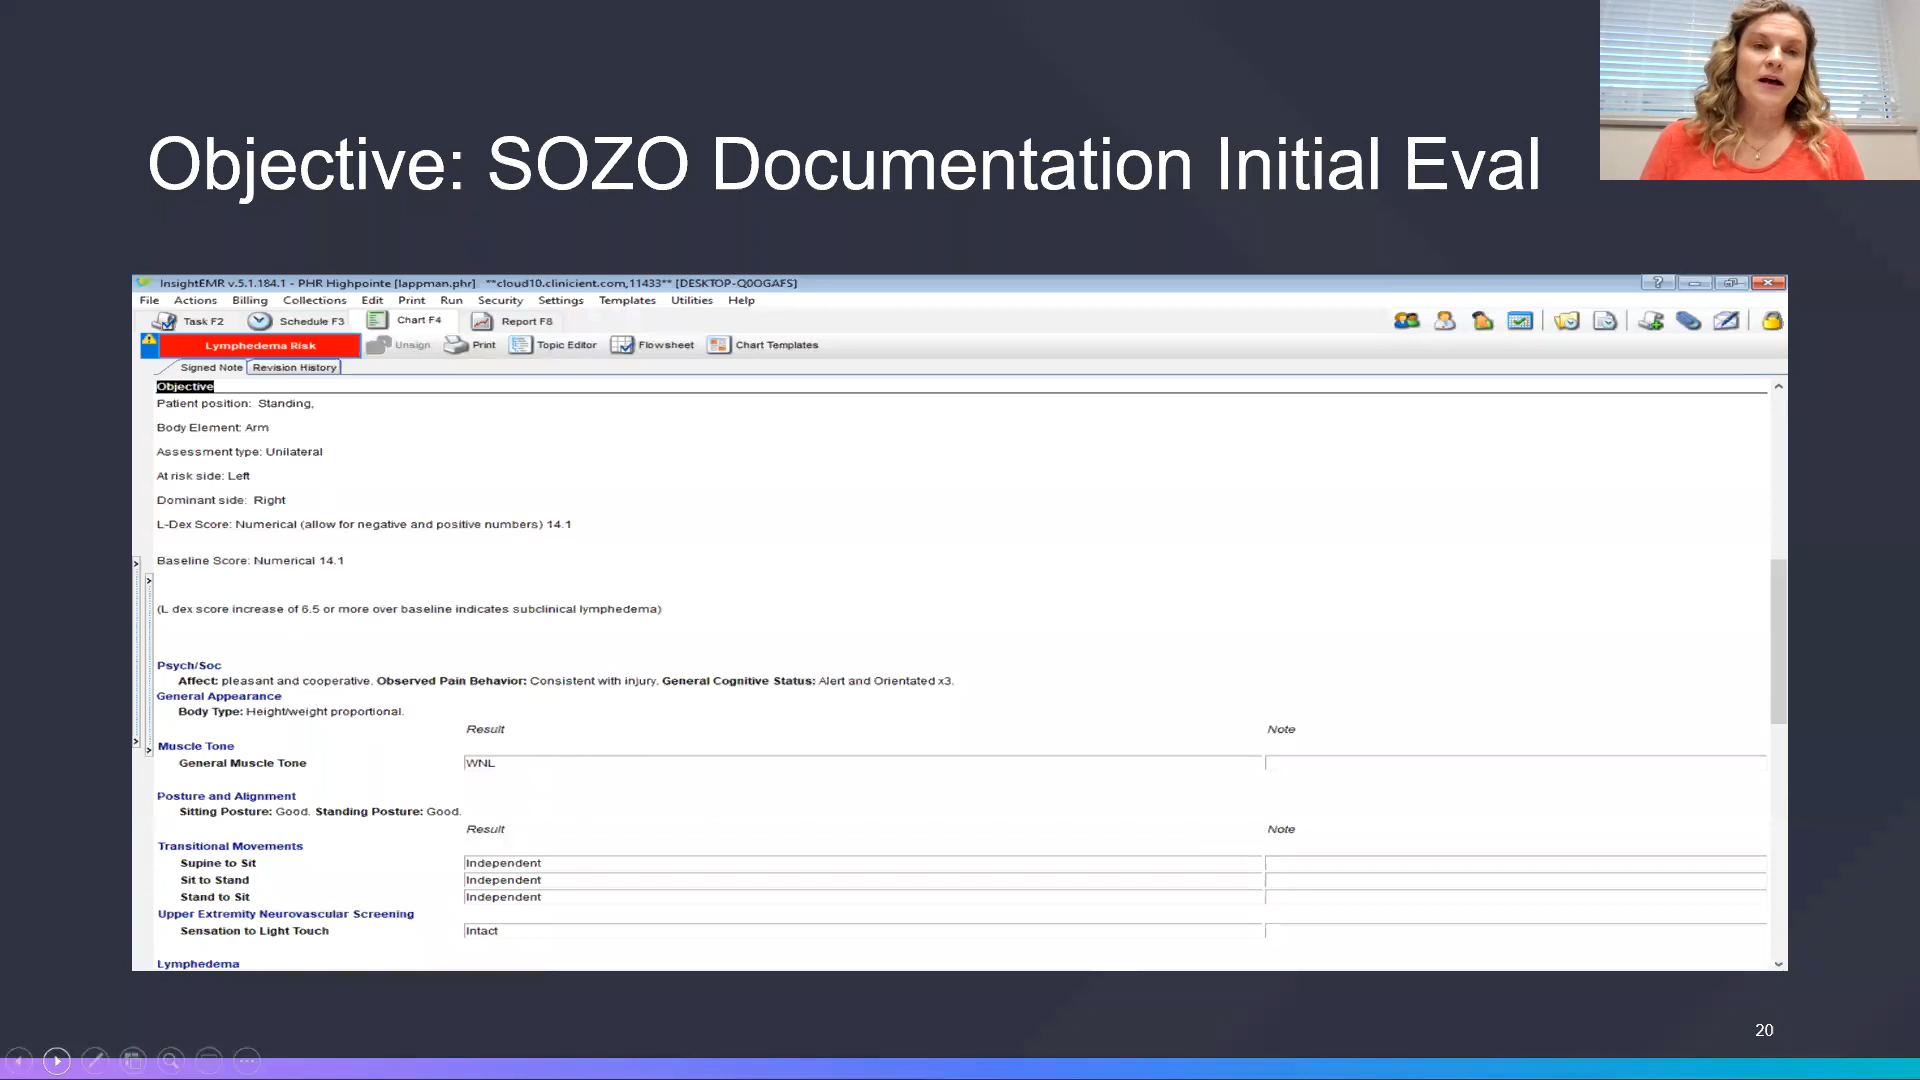 Objective: SOZO Documentation Initial Eval
InsightEMR v.5.1.184.1 - PHR Highpointe [lappman.phr] **cloud10.clinicient.com,11433** [DESKTOP-Q0OGAFS]
File Actions Billing Collections Edit Print Run Security Settings Templates Utilities Help
Task F2 Schedule F3 Chart F4 Report F8
Lymphedema Risk Unsign Print Topic Editor Flowsheet Chart Templates
Signed Note Revision History
Objective
Patient position: Standing,
Body Element: Arm
Assessment type: Unilateral
At risk side: Left
Dominant side: Right
L-Dex Score: Numerical (allow for negative and positive numbers) 14.1
Baseline Score: Numerical 14.1
(L dex score increase of 6.5 or more over baseline indicates subclinical lymphedema)
Psych/Soc
Affect: pleasant and cooperative. Observed Pain Behavior: Consistent with injury. General Cognitive Status: Alert and Orientated x3.
General Appearance
Body Type: Height/weight proportional.
Result Note
Muscle Tone
General Muscle Tone WNL
Posture and Alignment
Sitting Posture: Good. Standing Posture: Good.
Result Note
Transitional Movements
Supine to Sit Independent
Sit to Stand Independent
Stand to Sit Independent
Upper Extremity Neurovascular Screening
Sensation to Light Touch Intact
Lymphedema
20